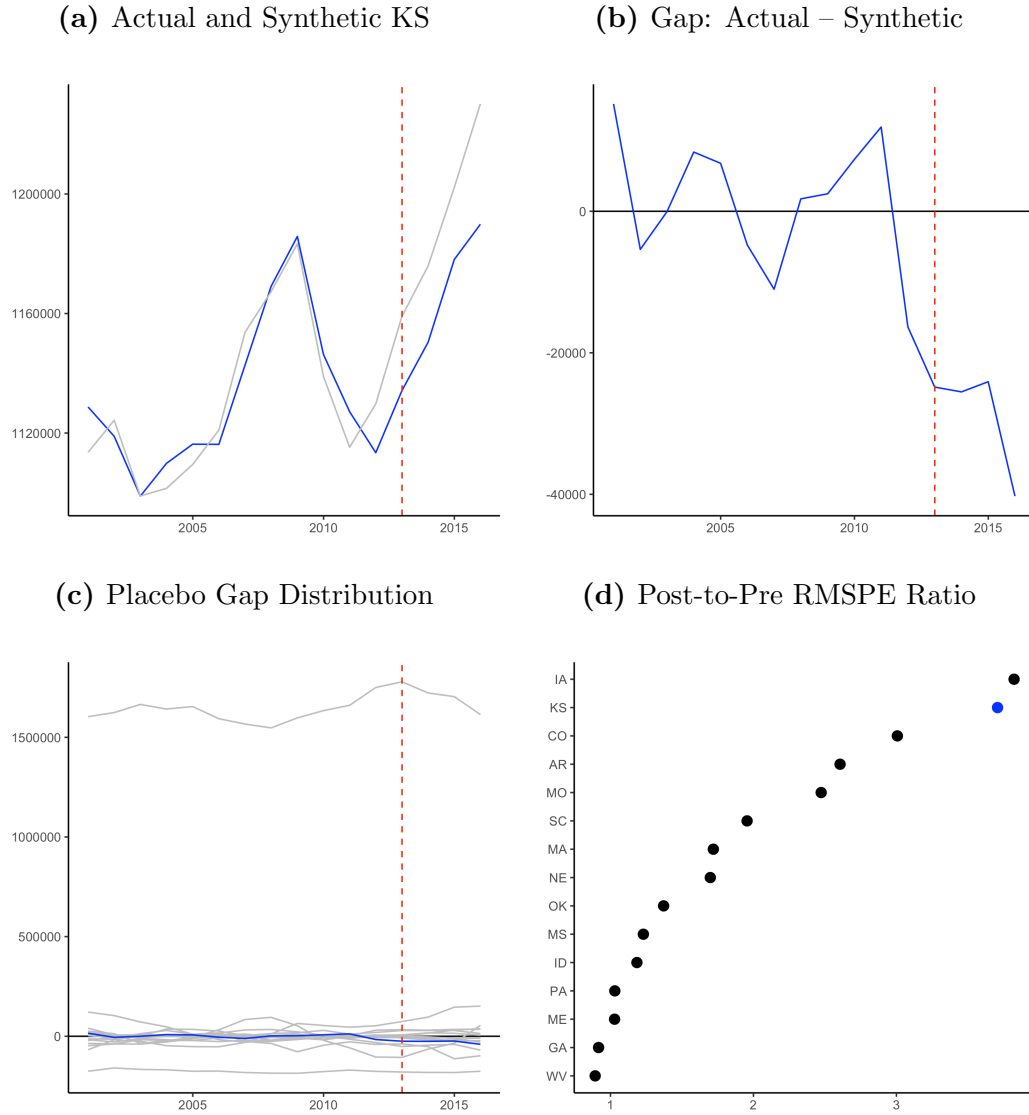 (a) Actual and Synthetic KS
1200000
1160000
1120000
2005 2010 2015
(b) Gap: Actual – Synthetic
0
-20000
-40000
2005 2010 2015
(c) Placebo Gap Distribution
1500000
1000000
500000
0
2005 2010 2015
(d) Post-to-Pre RMSPE Ratio
IA
KS
CO
AR
MO
SC
MA
NE
OK
MS
ID
PA
ME
GA
WV
1 2 3